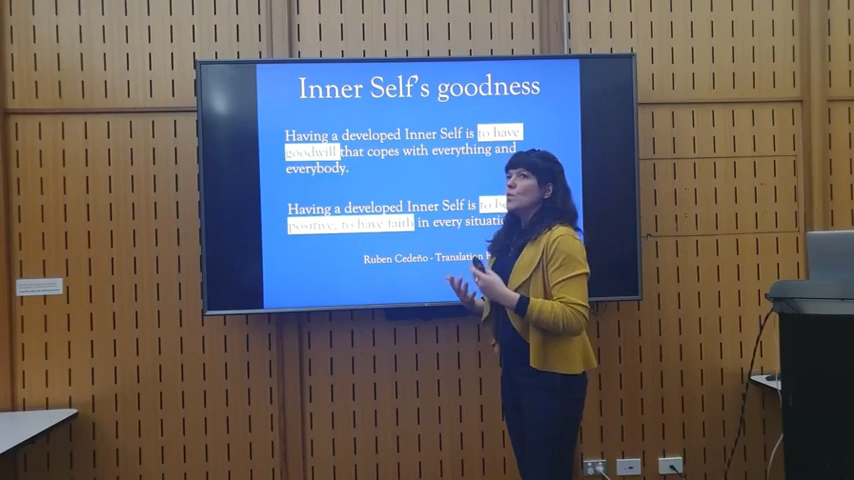 Inner Self's goodness
Having a developed Inner Self is to have
goodwill that copes with everything and
everybody.
Having a developed Inner Self is to be
positive, to have faith in every
Ruben Cedeño - Translation